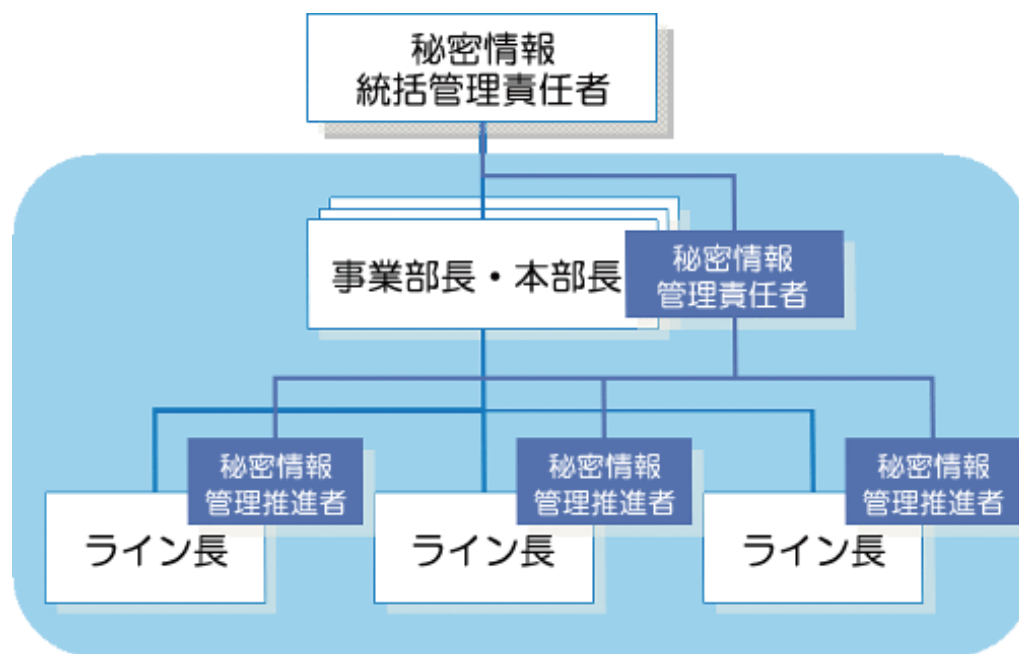 秘密情報
統括管理責任者
事業部長・本部長
秘密情報
管理責任者
秘密情報
管理推進者
秘密情報
管理推進者
秘密情報
管理推進者
ライン長
ライン長
ライン長